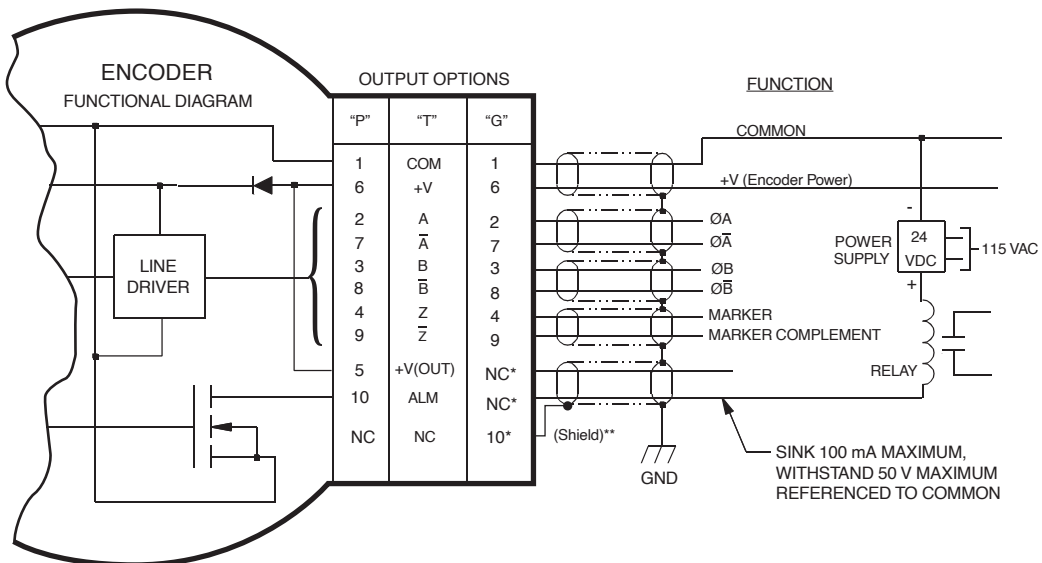 ENCODER
FUNCTIONAL DIAGRAM
OUTPUT OPTIONS
FUNCTION
"P" "T" "G"
1 COM 1
6 +V 6
2 A 2
7 A̅ 7
3 B 3
8 B̅ 8
4 Z 4
9 Z̅ 9
5 +V(OUT) NC*
10 ALM NC*
NC NC 10*
LINE
DRIVER
COMMON
+V (Encoder Power)
ØA
ØA̅
ØB
ØB̅
MARKER
MARKER COMPLEMENT
(Shield)**
GND
-
POWER
SUPPLY
24
VDC
+
115 VAC
RELAY
SINK 100 mA MAXIMUM,
WITHSTAND 50 V MAXIMUM
REFERENCED TO COMMON